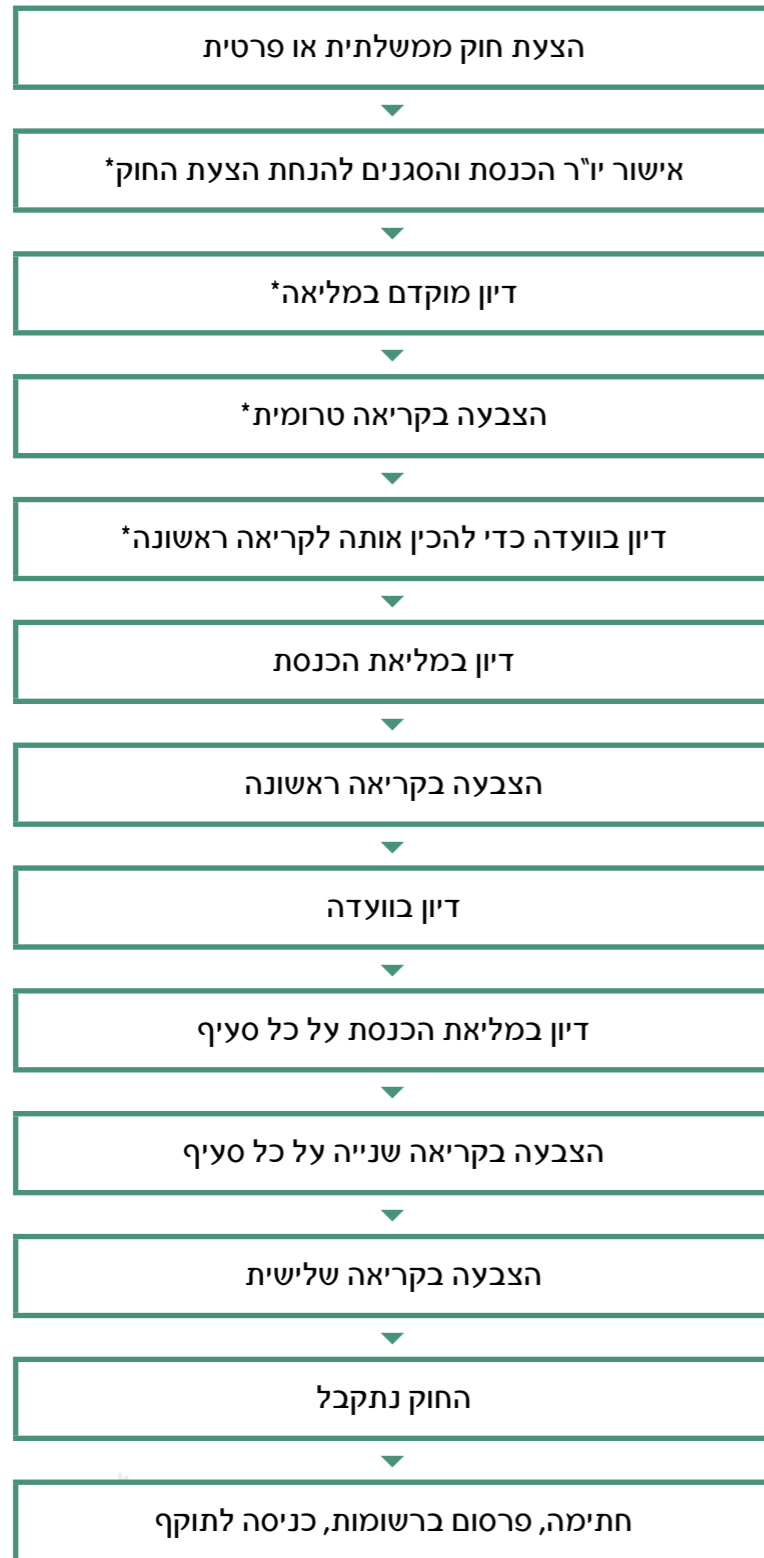 הצעת חוק ממשלתית או פרטית
אישור יו"ר הכנסת והסגנים להנחת הצעת החוק*
דיון מוקדם במליאה*
הצבעה בקריאה טרומית*
דיון בוועדה כדי להכין אותה לקריאה ראשונה*
דיון במליאת הכנסת
הצבעה בקריאה ראשונה
דיון בוועדה
דיון במליאת הכנסת על כל סעיף
הצבעה בקריאה שנייה על כל סעיף
הצבעה בקריאה שלישית
החוק נתקבל
חתימה, פרסום ברשומות, כניסה לתוקף